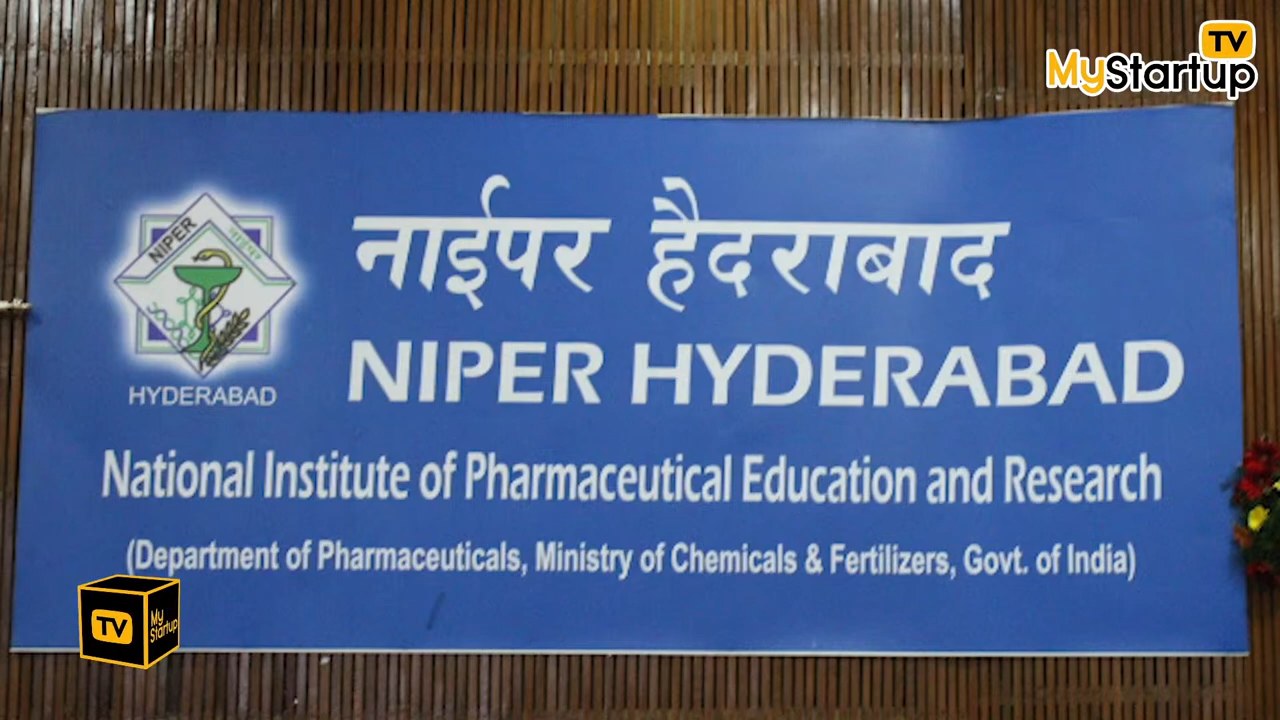 TV
MyStartup
NIPER
नाईपर
HYDERABAD
नाईपर हैदराबाद
NIPER HYDERABAD
National Institute of Pharmaceutical Education and Research
(Department of Pharmaceuticals, Ministry of Chemicals & Fertilizers, Govt. of India)
TV
My
Startup